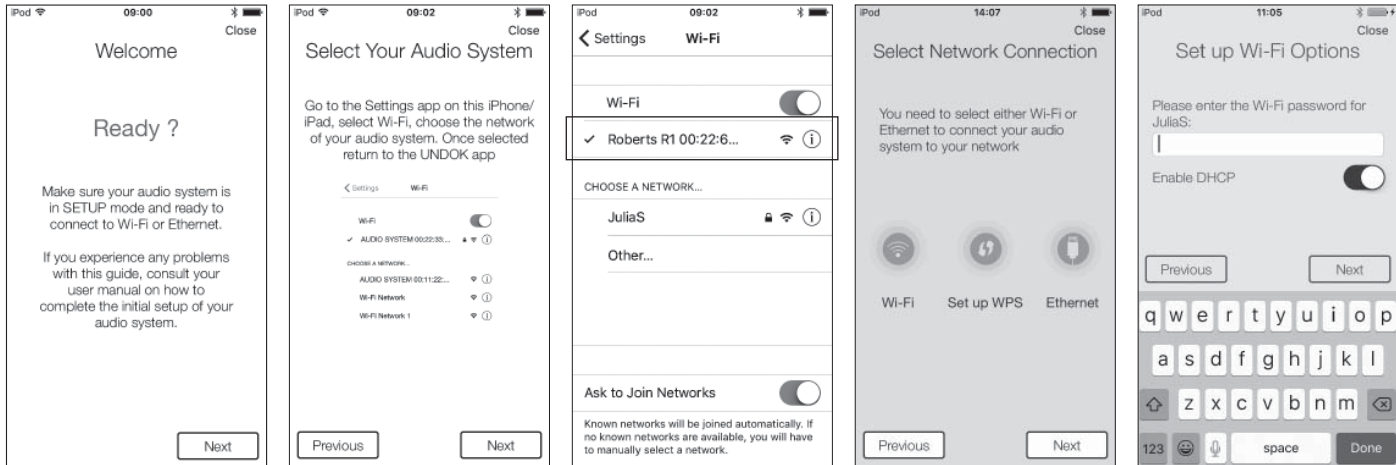 iPod 09:00
Close
Welcome
Ready ?
Make sure your audio system is
in SETUP mode and ready to
connect to Wi-Fi or Ethernet.
If you experience any problems
with this guide, consult your
user manual on how to
complete the initial setup of your
audio system.
Next
iPod 09:02
Close
Select Your Audio System
Go to the Settings app on this iPhone/
iPad, select Wi-Fi, choose the network
of your audio system. Once selected
return to the UNDOK app
Settings Wi-Fi
Wi-Fi
AUDIO SYSTEM 00:22:33:...
CHOOSE A NETWORK...
AUDIO SYSTEM 00:11:22:...
Wi-Fi Network
Wi-Fi Network 1
Previous Next
iPod 09:02
Settings Wi-Fi
Wi-Fi
Roberts R1 00:22:6...
CHOOSE A NETWORK...
JuliaS
Other...
Ask to Join Networks
Known networks will be joined automatically. If
no known networks are available, you will have
to manually select a network.
iPod 14:07
Close
Select Network Connection
You need to select either Wi-Fi or
Ethernet to connect your audio
system to your network
Wi-Fi Set up WPS Ethernet
Previous Next
iPod 11:05
Close
Set up Wi-Fi Options
Please enter the Wi-Fi password for
JuliaS:
Enable DHCP
Previous Next
q w e r t y u i o p
a s d f g h j k l
z x c v b n m
123 space Done